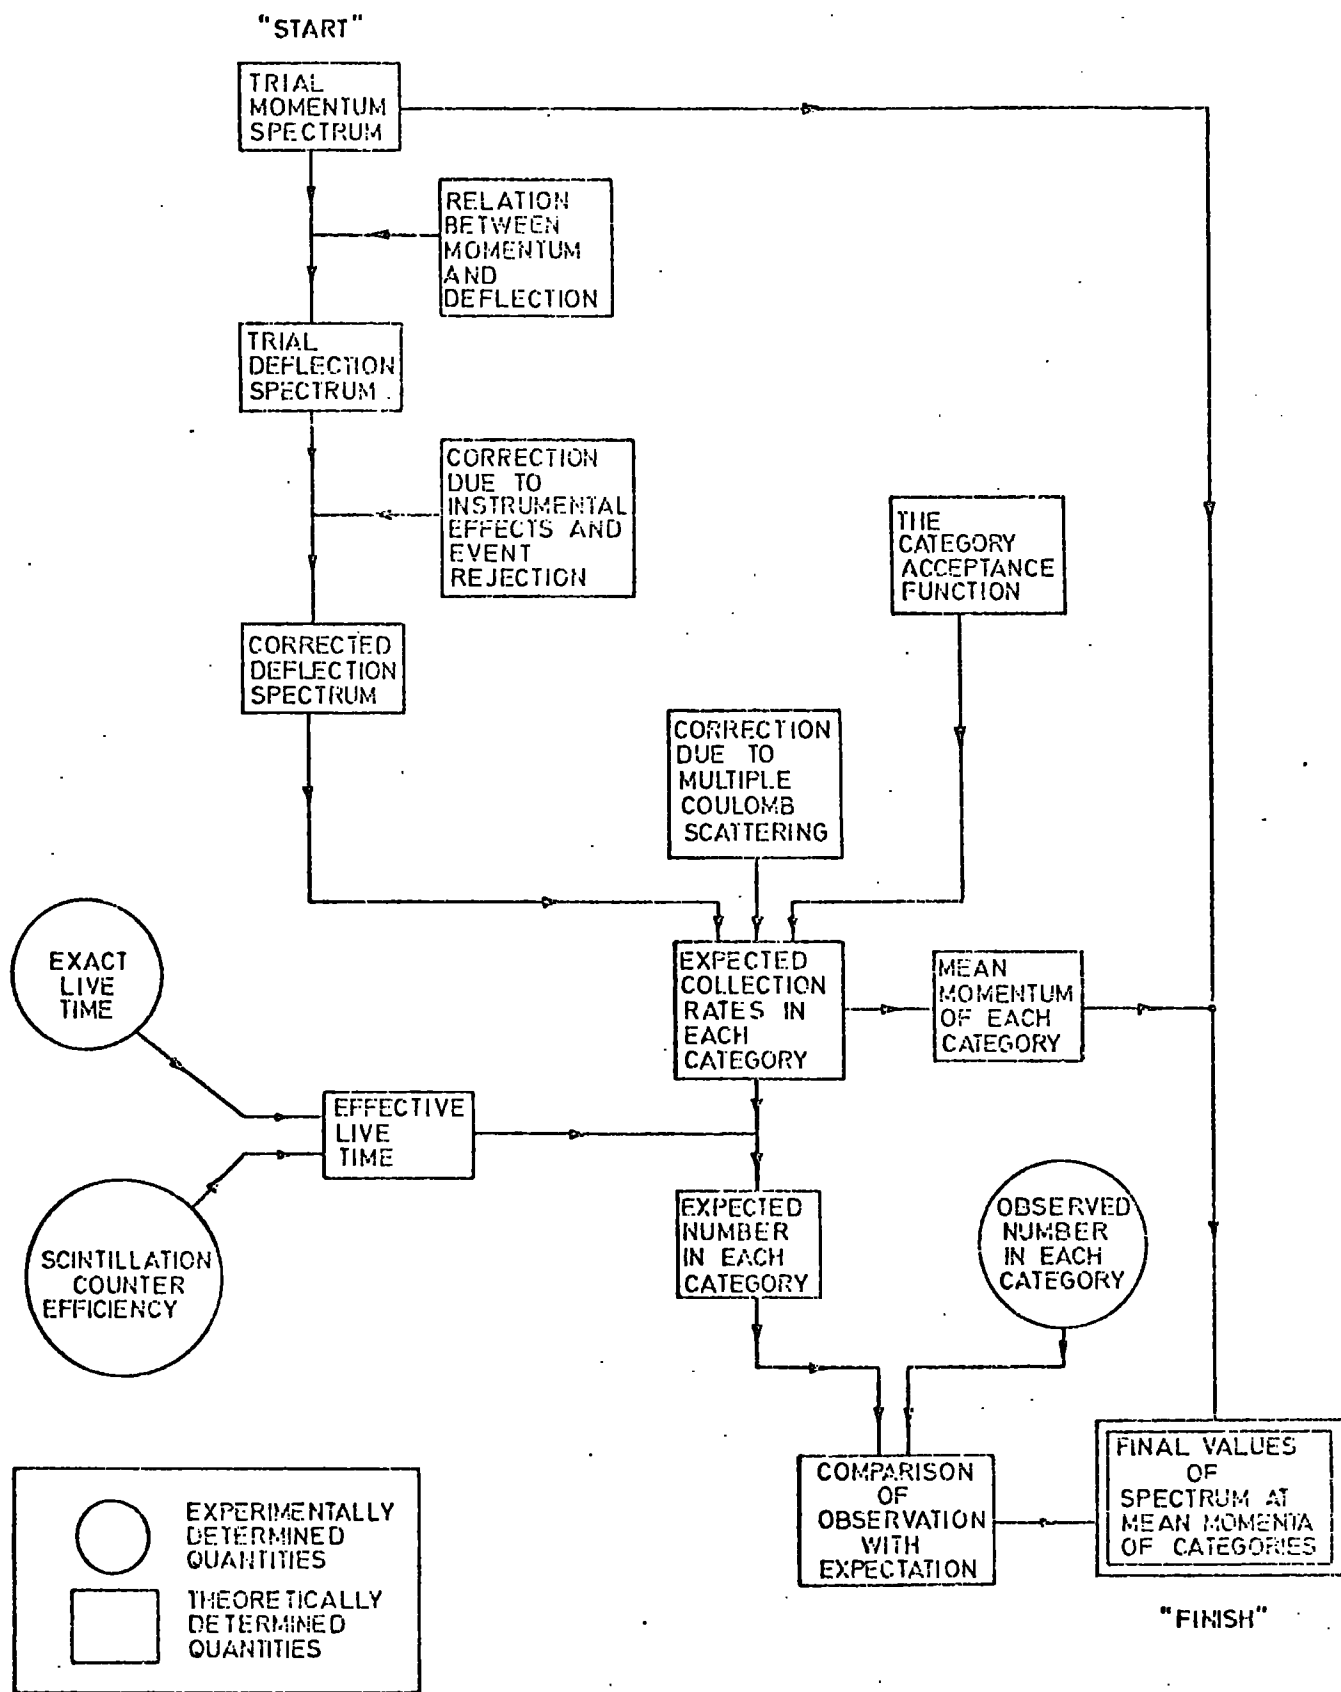 "START"
TRIAL
MOMENTUM
SPECTRUM
RELATION
BETWEEN
MOMENTUM
AND
DEFLECTION
TRIAL
DEFLECTION
SPECTRUM
CORRECTION
DUE TO
INSTRUMENTAL
EFFECTS AND
EVENT
REJECTION
THE
CATEGORY
ACCEPTANCE
FUNCTION
CORRECTED
DEFLECTION
SPECTRUM
CORRECTION
DUE TO
MULTIPLE
COULOMB
SCATTERING
EXACT
LIVE
TIME
EXPECTED
COLLECTION
RATES IN
EACH
CATEGORY
MEAN
MOMENTUM
OF EACH
CATEGORY
EFFECTIVE
LIVE
TIME
SCINTILLATION
COUNTER
EFFICIENCY
EXPECTED
NUMBER
IN EACH
CATEGORY
OBSERVED
NUMBER
IN EACH
CATEGORY
COMPARISON
OF
OBSERVATION
WITH
EXPECTATION
FINAL VALUES
OF
SPECTRUM AT
MEAN MOMENTA
OF CATEGORIES
"FINISH"
EXPERIMENTALLY
DETERMINED
QUANTITIES
THEORETICALLY
DETERMINED
QUANTITIES